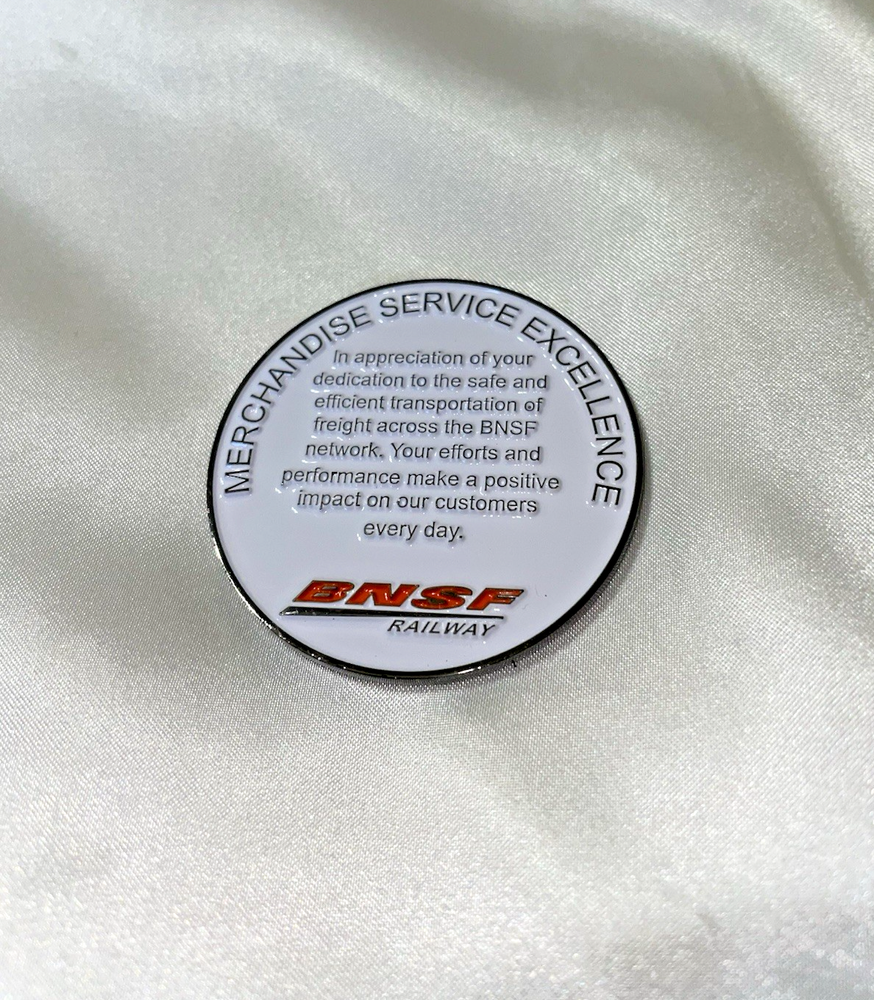 MERCHANDISE SERVICE EXCELLENCE
In appreciation of your
dedication to the safe and
efficient transportation of
freight across the BNSF
network. Your efforts and
performance make a positive
impact on our customers
every day.
BNSF
RAILWAY